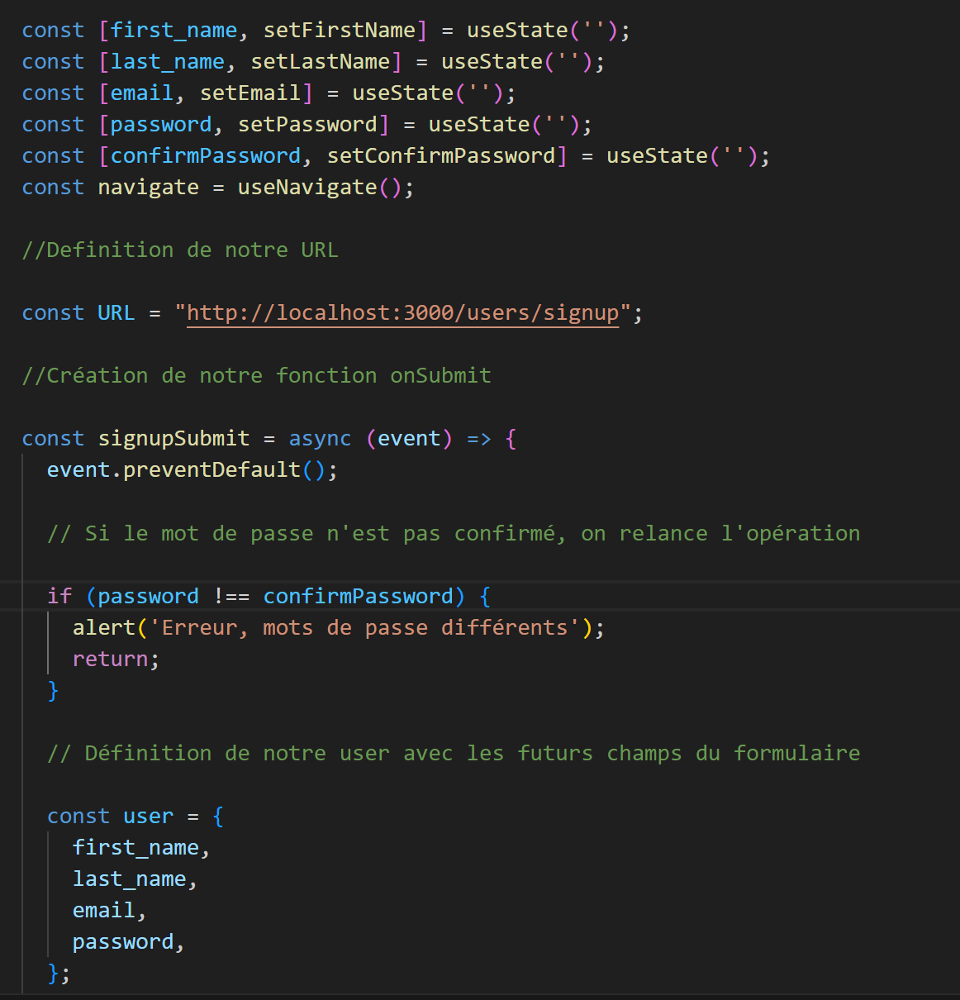 const [first_name, setFirstName] = useState('');
const [last_name, setLastName] = useState('');
const [email, setEmail] = useState('');
const [password, setPassword] = useState('');
const [confirmPassword, setConfirmPassword] = useState('');
const navigate = useNavigate();
//Definition de notre URL
const URL = "http://localhost:3000/users/signup";
//Création de notre fonction onSubmit
const signupSubmit = async (event) => {
event.preventDefault();
// Si le mot de passe n'est pas confirmé, on relance l'opération
if (password !== confirmPassword) {
alert('Erreur, mots de passe différents');
return;
}
// Définition de notre user avec les futurs champs du formulaire
const user = {
first_name,
last_name,
email,
password,
};